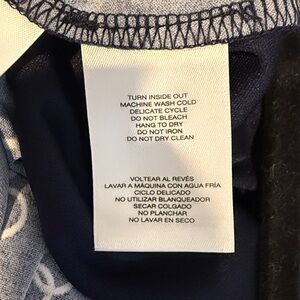 TURN INSIDE OUT
MACHINE WASH COLD
DELICATE CYCLE
DO NOT BLEACH
HANG TO DRY
DO NOT IRON
DO NOT DRY CLEAN
VOLTEAR AL REVÉS
LAVAR A MÁQUINA CON AGUA FRÍA
CICLO DELICADO
NO UTILIZAR BLANQUEADOR
SECAR COLGADO
NO PLANCHAR
NO LAVAR EN SECO